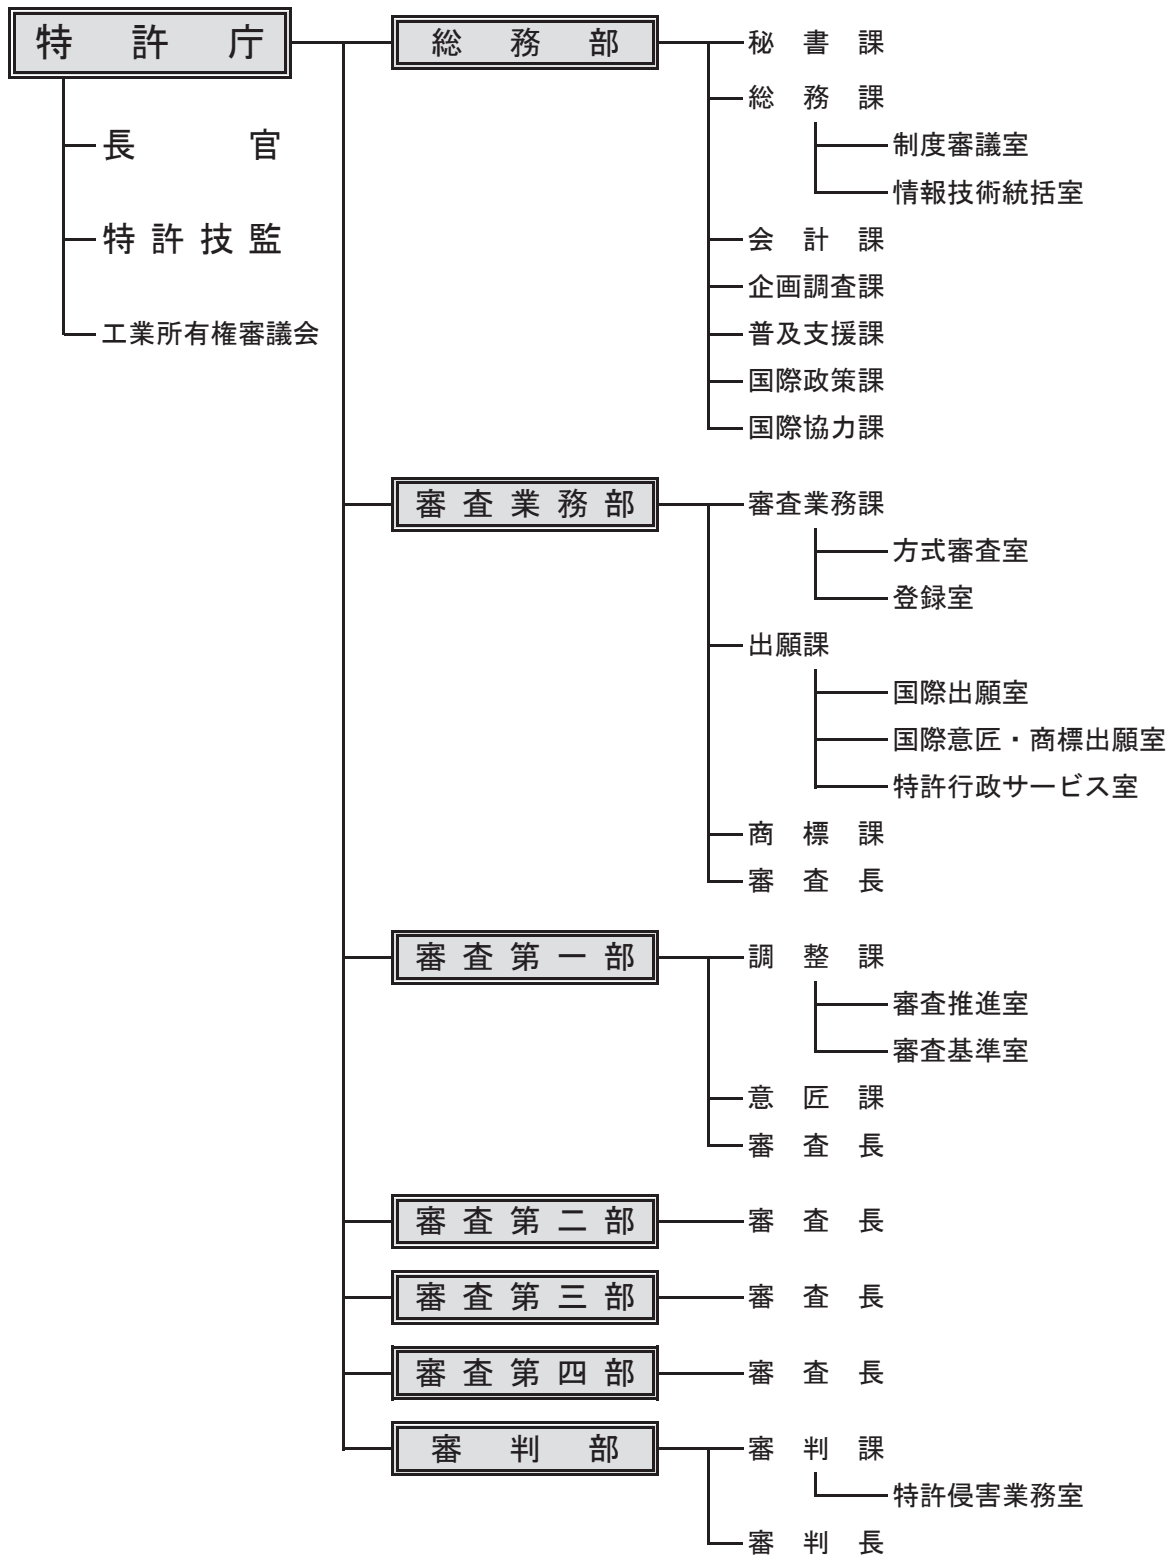 特許庁
長官
特許技監
工業所有権審議会
総務部
秘書課
総務課
制度審議室
情報技術統括室
会計課
企画調査課
普及支援課
国際政策課
国際協力課
審査業務部
審査業務課
方式審査室
登録室
出願課
国際出願室
国際意匠・商標出願室
特許行政サービス室
商標課
審査長
審査第一部
調整課
審査推進室
審査基準室
意匠課
審査長
審査第二部
審査長
審査第三部
審査長
審査第四部
審査長
審判部
審判課
特許侵害業務室
審判長